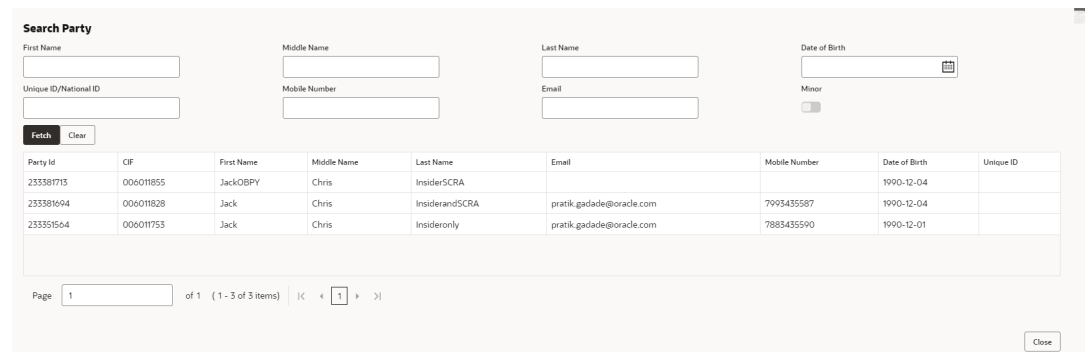 Search Party
First Name Middle Name Last Name Date of Birth
Unique ID/National ID Mobile Number Email Minor
Fetch Clear
Party Id CIF First Name Middle Name Last Name Email Mobile Number Date of Birth Unique ID
233381713 006011855 JackOBPY Chris InsiderSCRA 1990-12-04
233381694 006011828 Jack Chris InsiderandSCRA pratik.gadade@oracle.com 7993435587 1990-12-04
233351564 006011753 Jack Chris Insideronly pratik.gadade@oracle.com 7883435590 1990-12-01
Page 1 of 1 ( 1 - 3 of 3 items) 1
Close